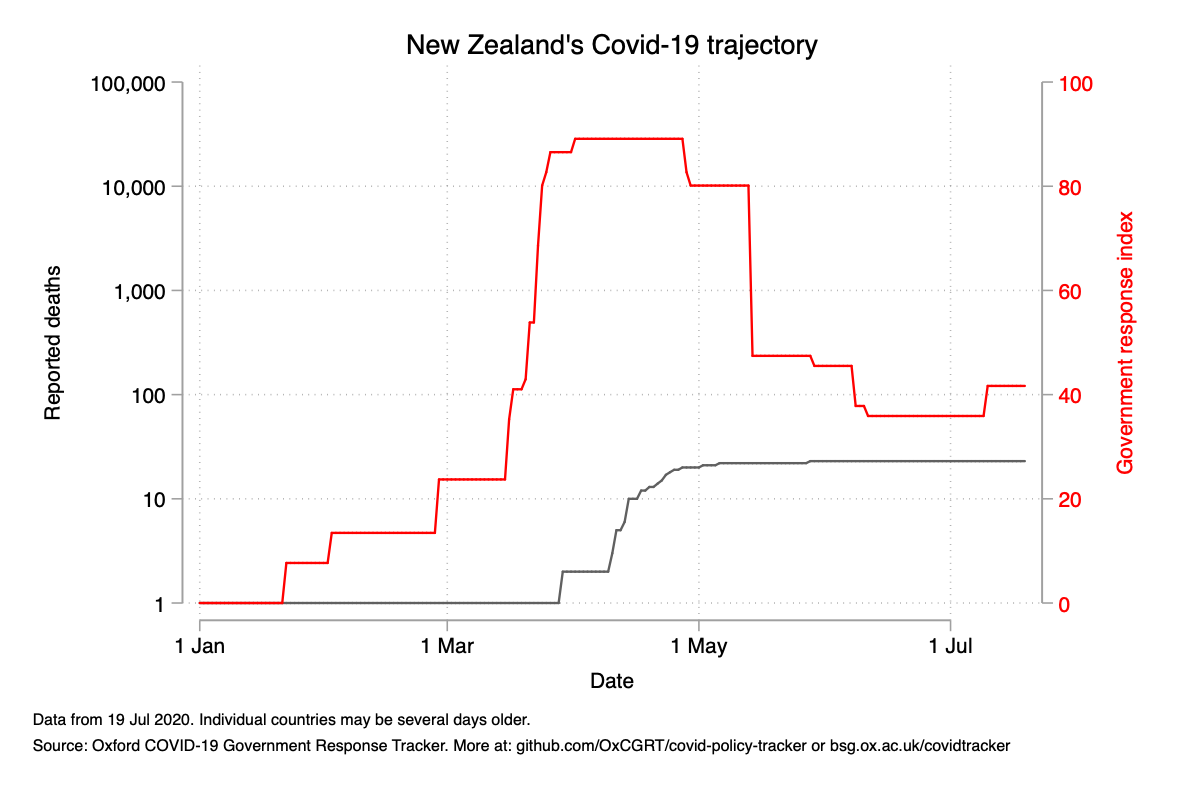 New Zealand's Covid-19 trajectory
100,000
10,000
1,000
100
10
1
Reported deaths
100
80
60
40
20
0
Government response index
1 Jan
1 Mar
1 May
1 Jul
Date
Data from 19 Jul 2020. Individual countries may be several days older.
Source: Oxford COVID-19 Government Response Tracker. More at: github.com/OxCGRT/covid-policy-tracker or bsg.ox.ac.uk/covidtracker